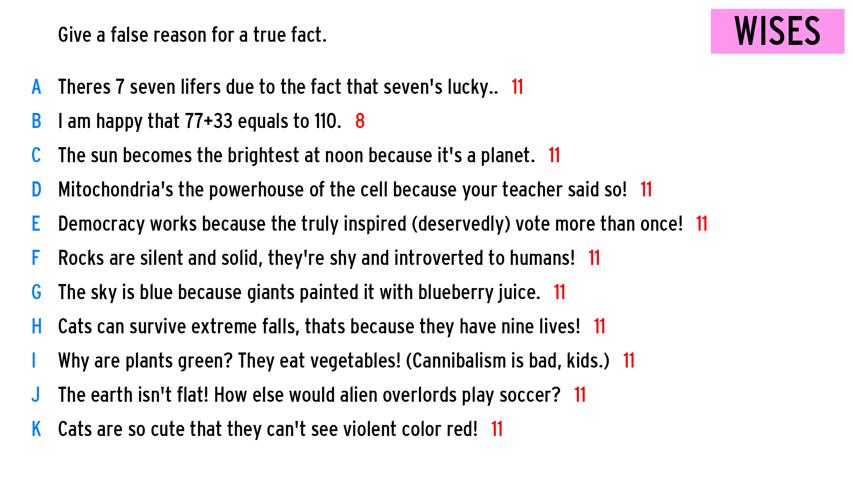 Give a false reason for a true fact.
WISES
A Theres 7 seven lifers due to the fact that seven's lucky.. 11
B I am happy that 77+33 equals to 110. 8
C The sun becomes the brightest at noon because it's a planet. 11
D Mitochondria's the powerhouse of the cell because your teacher said so! 11
E Democracy works because the truly inspired (deservedly) vote more than once! 11
F Rocks are silent and solid, they're shy and introverted to humans! 11
G The sky is blue because giants painted it with blueberry juice. 11
H Cats can survive extreme falls, thats because they have nine lives! 11
I Why are plants green? They eat vegetables! (Cannibalism is bad, kids.) 11
J The earth isn't flat! How else would alien overlords play soccer? 11
K Cats are so cute that they can't see violent color red! 11